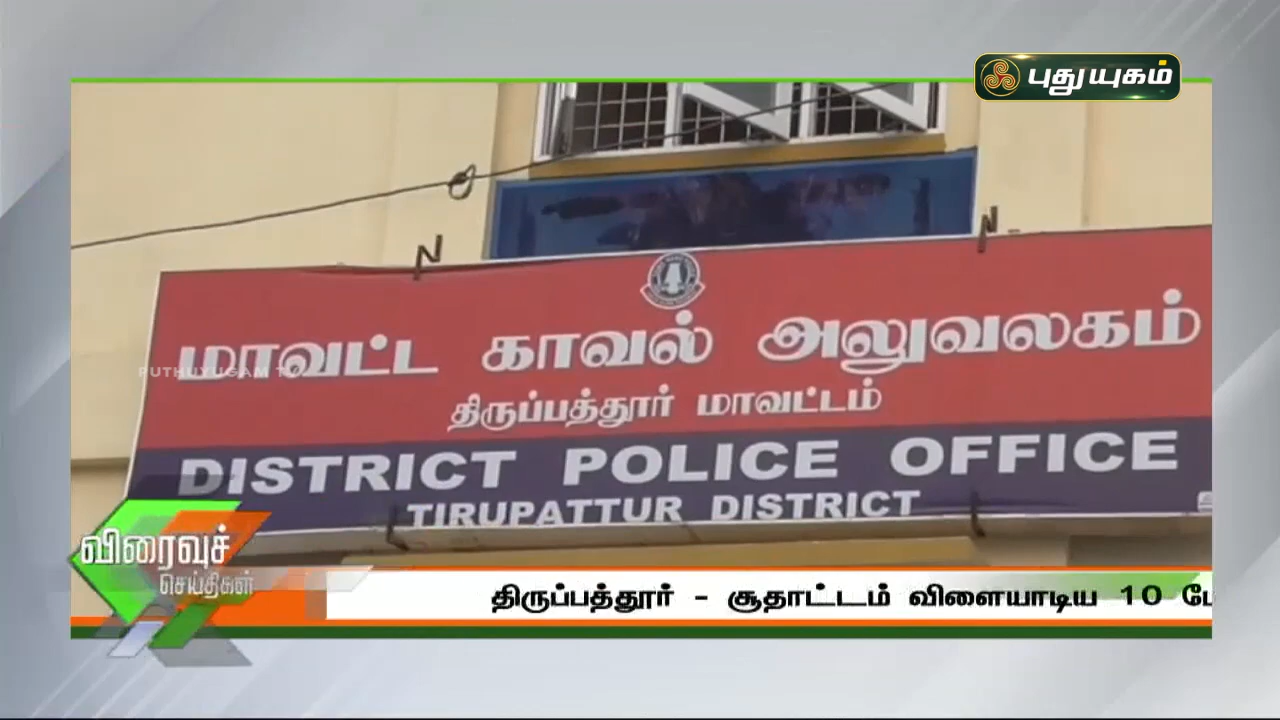 புதுயுகம்
மாவட்ட காவல் அலுவலகம்
திருப்பத்தூர் மாவட்டம்
PUTHUYUGAM TV
DISTRICT POLICE OFFICE
TIRUPATTUR DISTRICT
விரைவுச்
செய்திகள்
திருப்பத்தூர் - சூதாட்டம் விளையாடிய 10